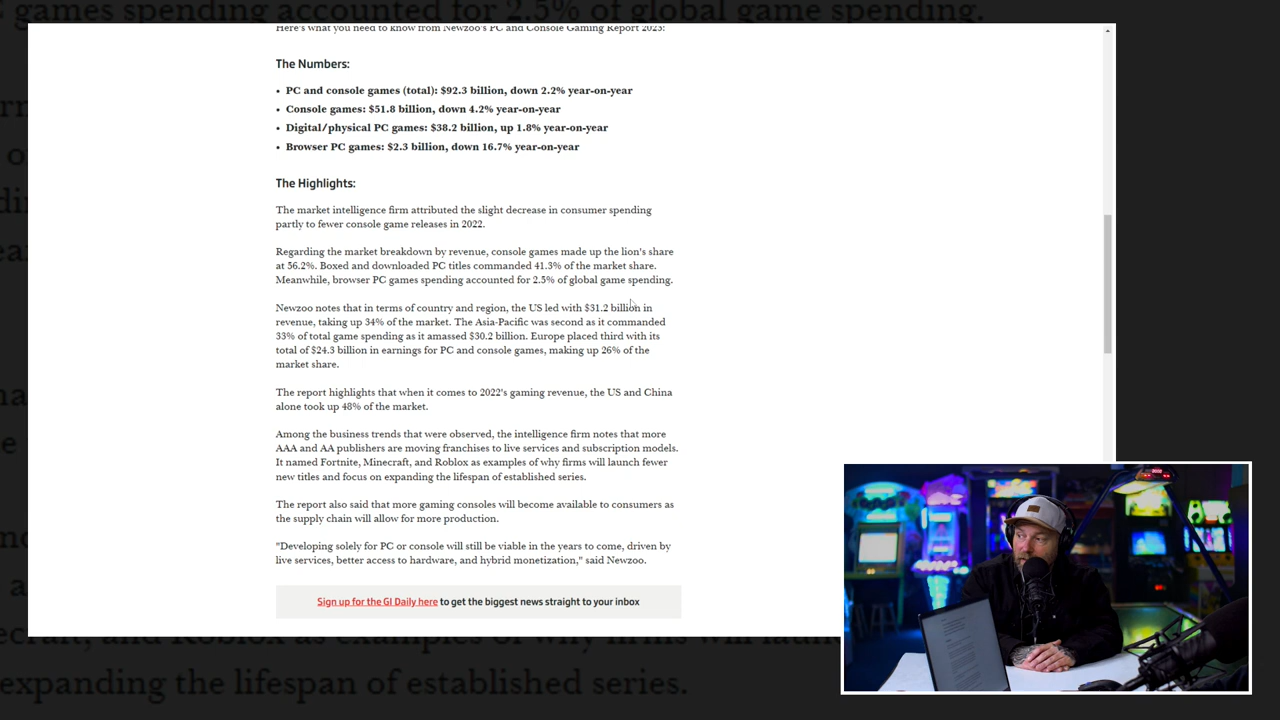 games spending accounted for 2.5% of global game spending.
Here's what you need to know from Newzoo's PC and Console Gaming Report 2023:
The Numbers:
• PC and console games (total): $92.3 billion, down 2.2% year-on-year
• Console games: $51.8 billion, down 4.2% year-on-year
• Digital/physical PC games: $38.2 billion, up 1.8% year-on-year
• Browser PC games: $2.3 billion, down 16.7% year-on-year
The Highlights:
The market intelligence firm attributed the slight decrease in consumer spending
partly to fewer console game releases in 2022.
Regarding the market breakdown by revenue, console games made up the lion's share
at 56.2%. Boxed and downloaded PC titles commanded 41.3% of the market share.
Meanwhile, browser PC games spending accounted for 2.5% of global game spending.
Newzoo notes that in terms of country and region, the US led with $31.2 billion in
revenue, taking up 34% of the market. The Asia-Pacific was second as it commanded
33% of total game spending as it amassed $30.2 billion. Europe placed third with its
total of $24.3 billion in earnings for PC and console games, making up 26% of the
market share.
The report highlights that when it comes to 2022's gaming revenue, the US and China
alone took up 48% of the market.
Among the business trends that were observed, the intelligence firm notes that more
AAA and AA publishers are moving franchises to live services and subscription models.
It named Fortnite, Minecraft, and Roblox as examples of why firms will launch fewer
new titles and focus on expanding the lifespan of established series.
The report also said that more gaming consoles will become available to consumers as
the supply chain will allow for more production.
"Developing solely for PC or console will still be viable in the years to come, driven by
live services, better access to hardware, and hybrid monetization," said Newzoo.
Sign up for the GI Daily here to get the biggest news straight to your inbox
expanding the lifespan of established series.